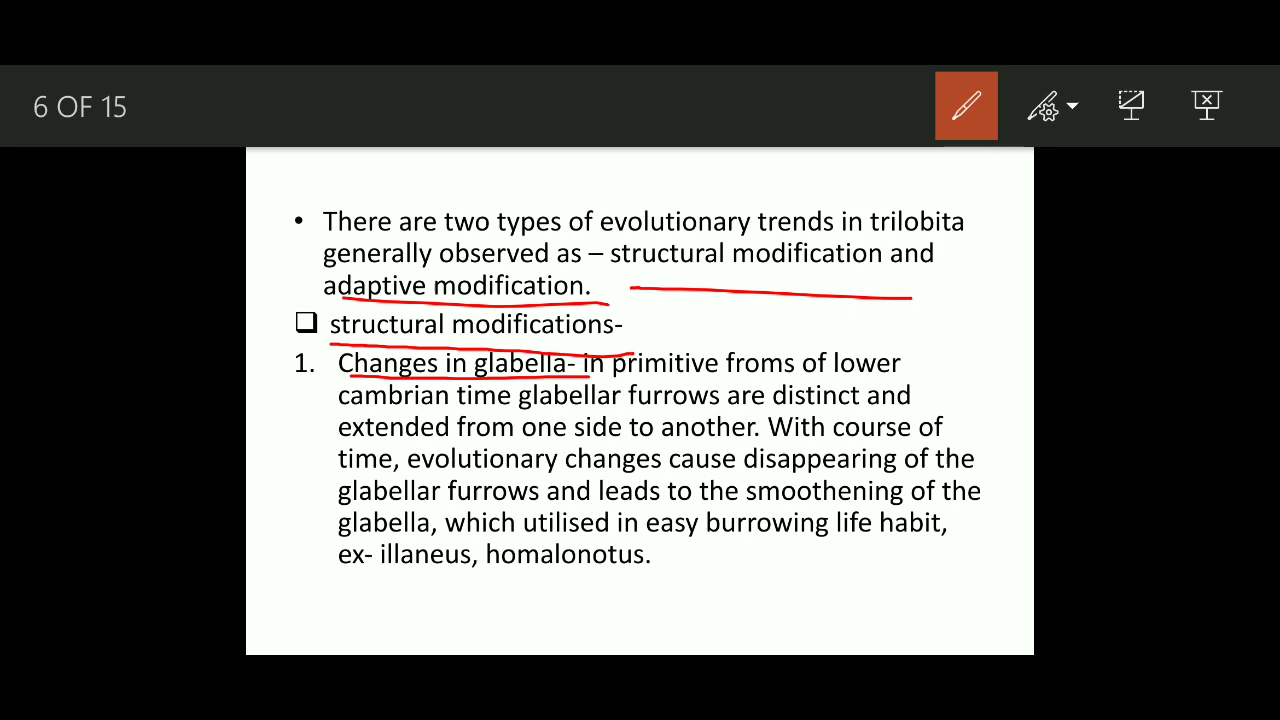 6 OF 15
• There are two types of evolutionary trends in trilobita
generally observed as – structural modification and
adaptive modification.
❑ structural modifications-
1. Changes in glabella- in primitive froms of lower
cambrian time glabellar furrows are distinct and
extended from one side to another. With course of
time, evolutionary changes cause disappearing of the
glabellar furrows and leads to the smoothening of the
glabella, which utilised in easy burrowing life habit,
ex- illaneus, homalonotus.